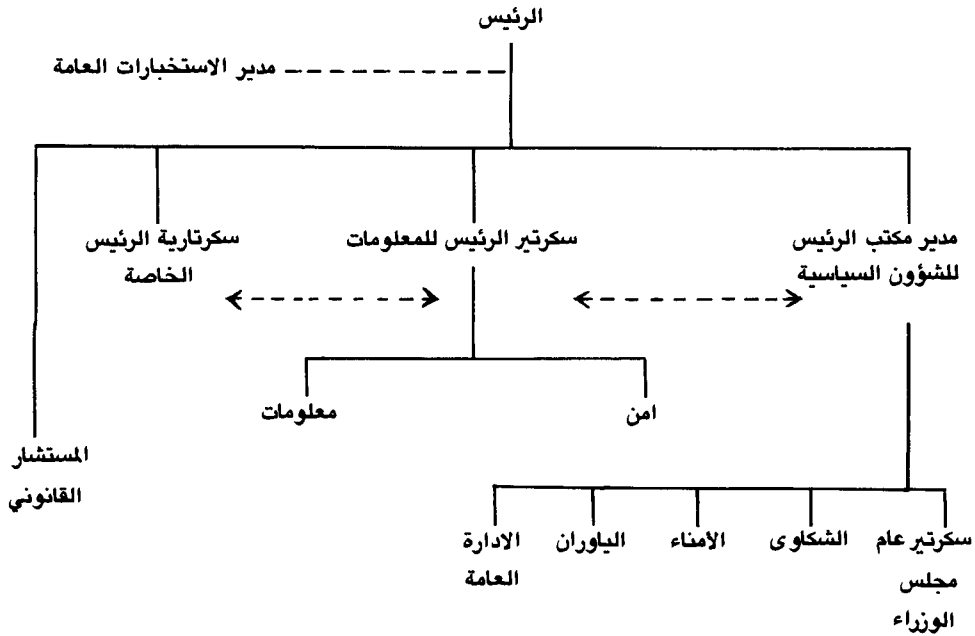 الرئيس
مدير الاستخبارات العامة
مدير مكتب الرئيس
للشؤون السياسية
سكرتير الرئيس للمعلومات
سكرتارية الرئيس
الخاصة
امن
معلومات
المستشار
القانوني
سكرتير عام
مجلس
الوزراء
الشكاوى
الامناء
الياوران
الادارة
العامة